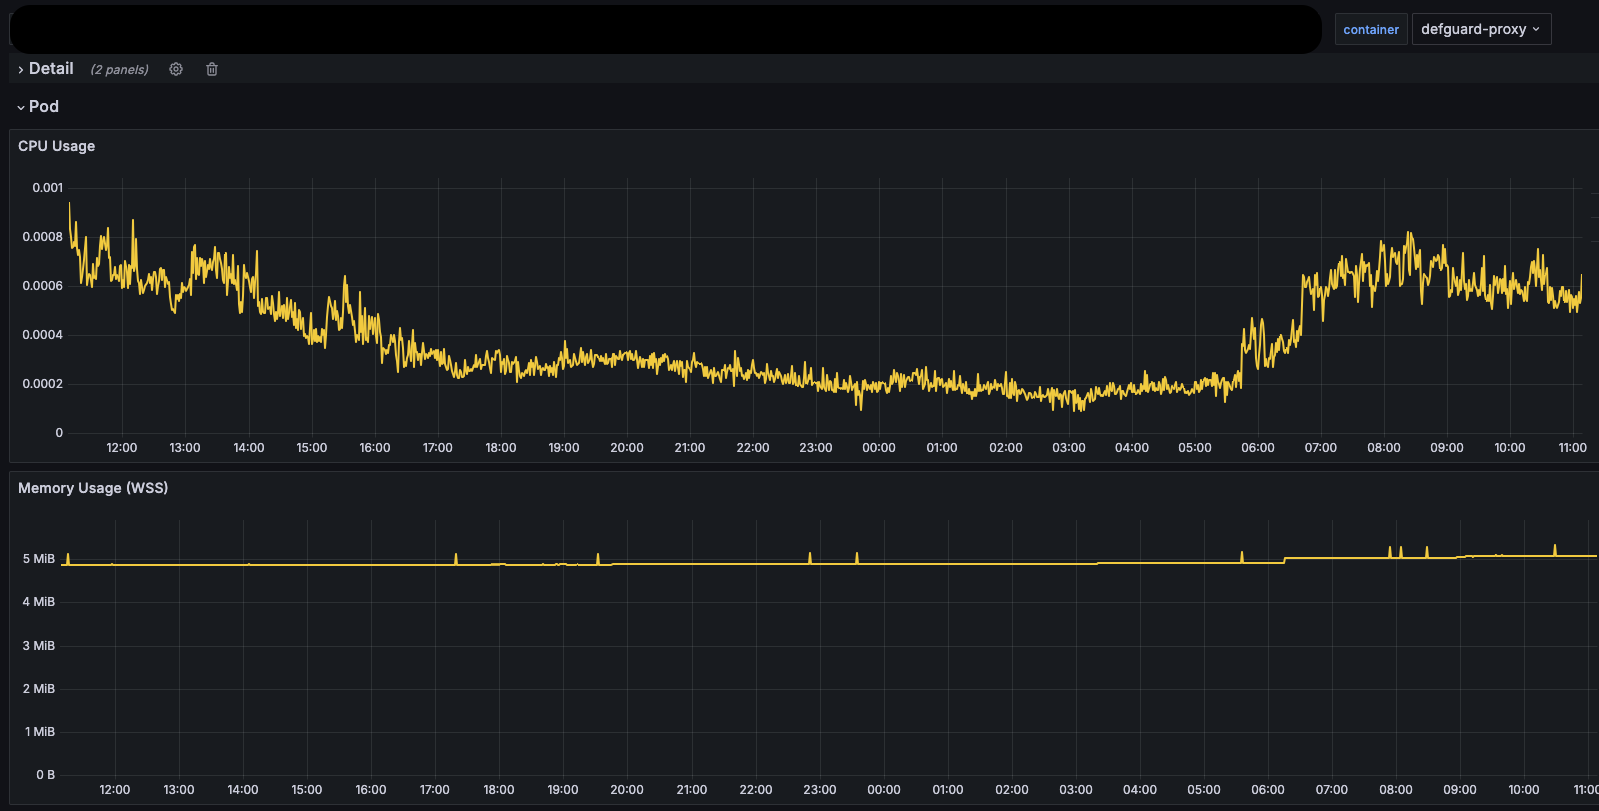 container defguard-proxy
Detail (2 panels)
Pod
CPU Usage
0.001
0.0008
0.0006
0.0004
0.0002
0
12:00 13:00 14:00 15:00 16:00 17:00 18:00 19:00 20:00 21:00 22:00 23:00 00:00 01:00 02:00 03:00 04:00 05:00 06:00 07:00 08:00 09:00 10:00 11:00
Memory Usage (WSS)
5 MiB
4 MiB
3 MiB
2 MiB
1 MiB
0 B
12:00 13:00 14:00 15:00 16:00 17:00 18:00 19:00 20:00 21:00 22:00 23:00 00:00 01:00 02:00 03:00 04:00 05:00 06:00 07:00 08:00 09:00 10:00 11:00